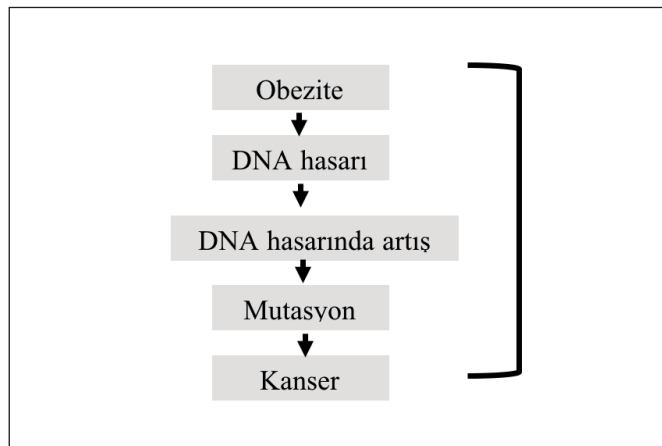 Obezite
DNA hasarı
DNA hasarında artış
Mutasyon
Kanser